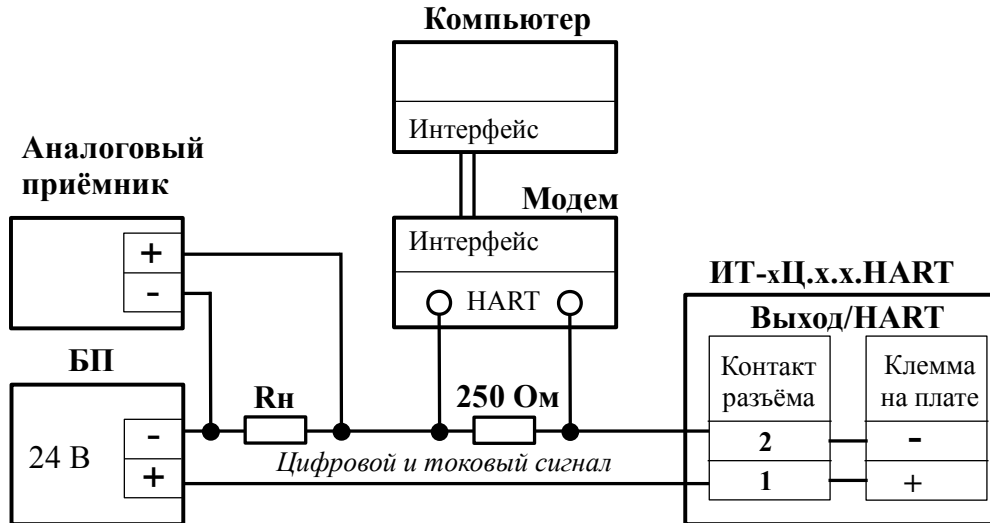 Компьютер
Интерфейс
Аналоговый
приёмник
+
-
Модем
Интерфейс
HART
ИТ-хЦ.х.х.HART
Выход/HART
Контакт
разъёма
Клемма
на плате
2
-
1
+
БП
24 В
-
+
Rн
250 Ом
Цифровой и токовый сигнал